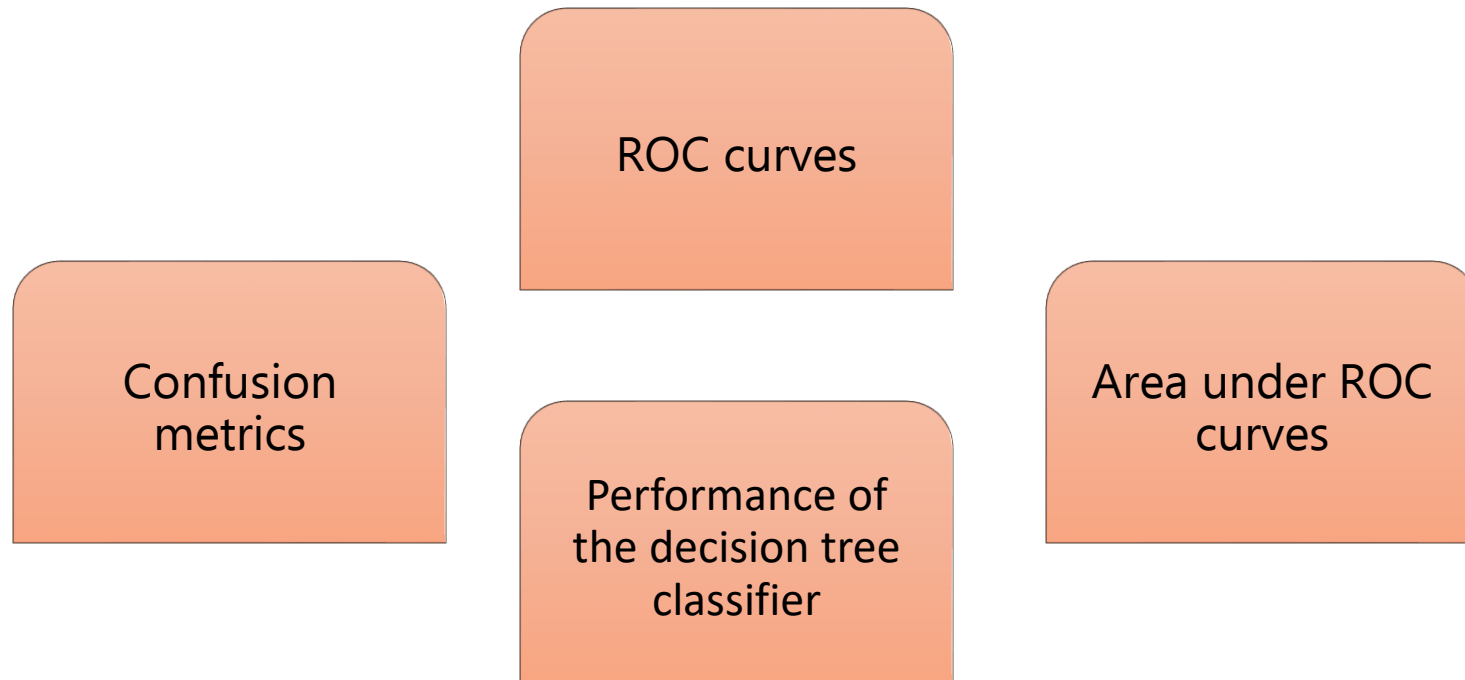 ROC curves
Confusion
metrics
Area under ROC
curves
Performance of
the decision tree
classifier